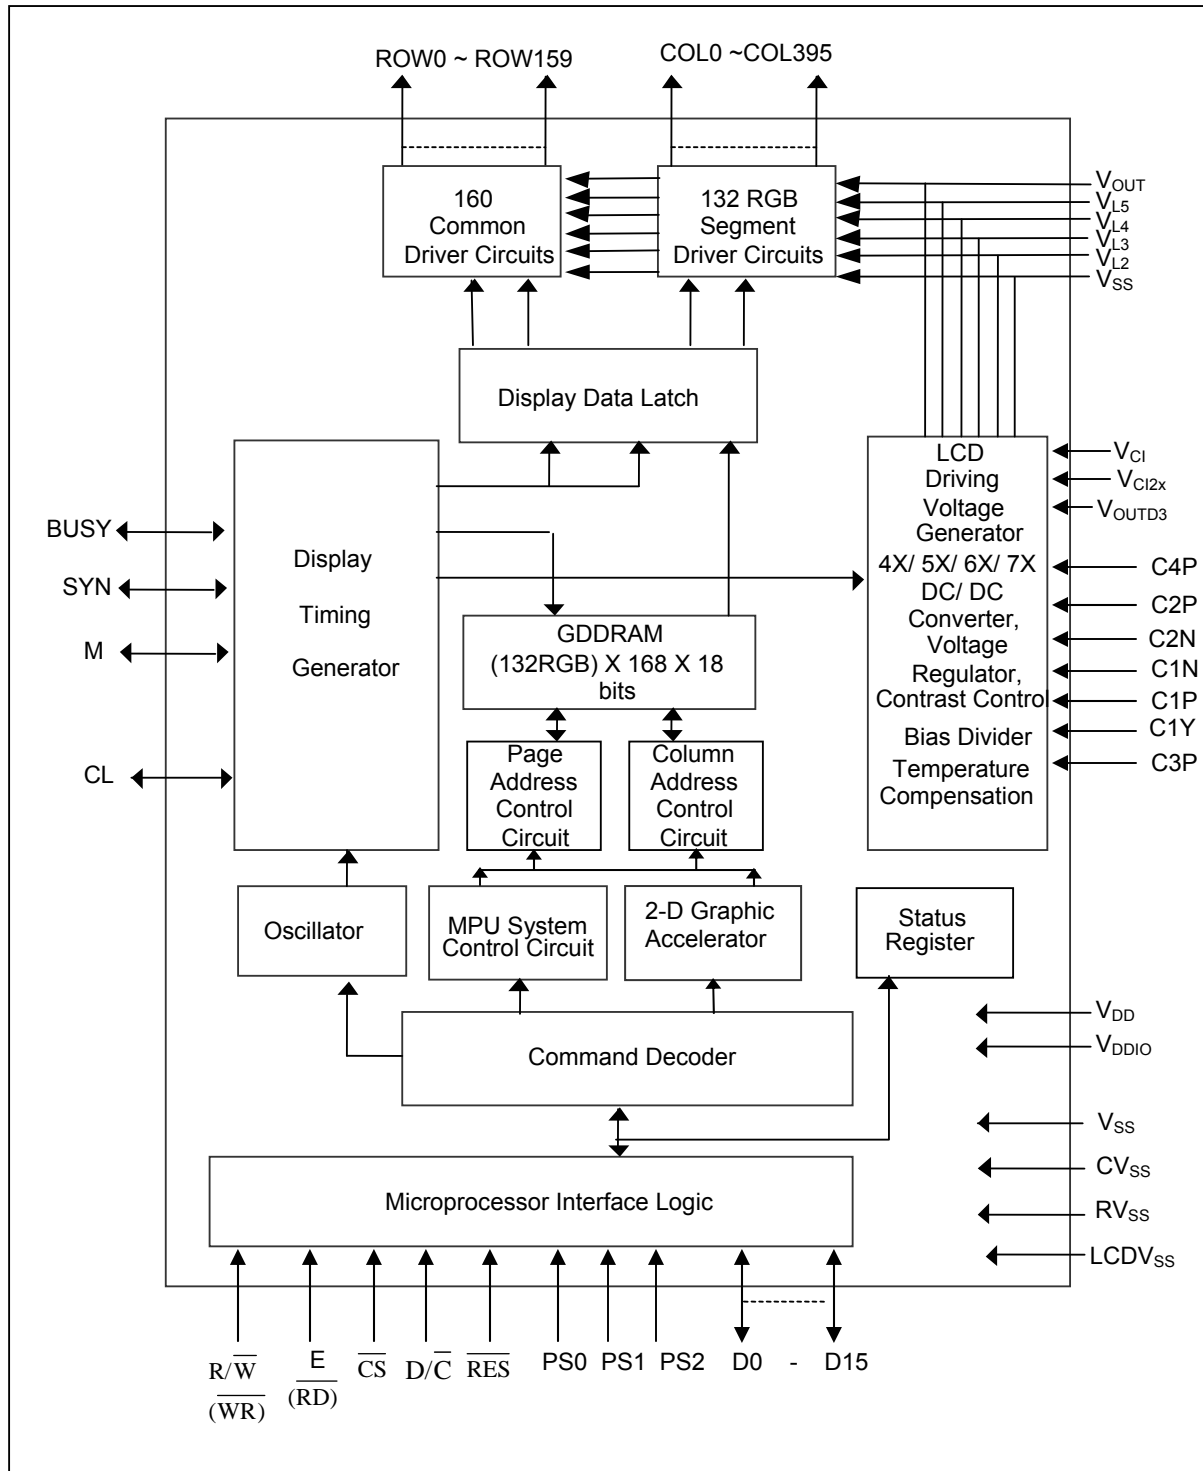 ROW0 ~ ROW159
COL0 ~COL395
160
Common
Driver Circuits
132 RGB
Segment
Driver Circuits
VOUT
VL5
VL4
VL3
VL2
VSS
Display Data Latch
LCD
Driving
Voltage
Generator
4X/ 5X/ 6X/ 7X
DC/ DC
Converter,
Voltage
Regulator,
Contrast Control
Bias Divider
Temperature
Compensation
VCI
VCI2x
VOUTD3
C4P
C2P
C2N
C1N
C1P
C1Y
C3P
BUSY
SYN
M
CL
Display
Timing
Generator
GDDRAM
(132RGB) X 168 X 18
bits
Page
Address
Control
Circuit
Column
Address
Control
Circuit
Oscillator
MPU System
Control Circuit
2-D Graphic
Accelerator
Status
Register
Command Decoder
VDD
VDDIO
VSS
CVSS
RVSS
LCDVSS
Microprocessor Interface Logic
R/W̅
(W̅R̅)
E
(R̅D̅)
C̅S̅
D/C̅
R̅E̅S̅
PS0
PS1
PS2
D0 - D15